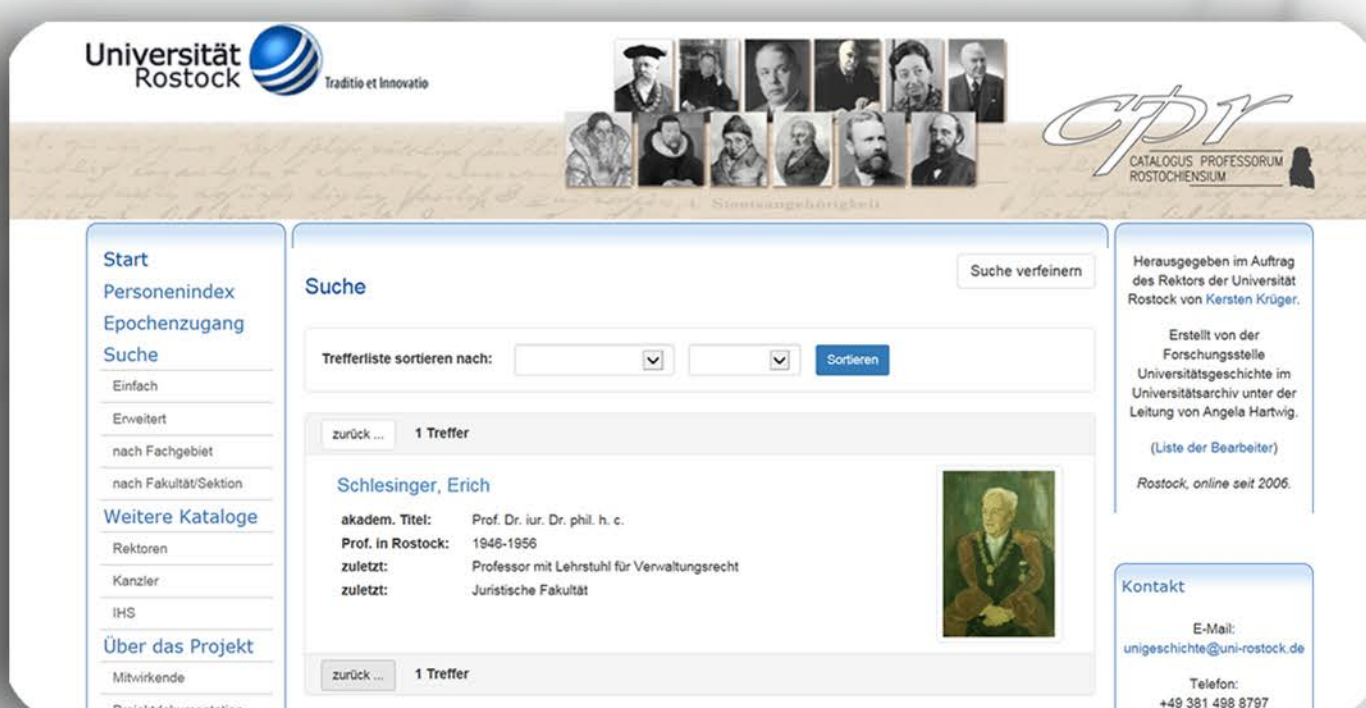 Universität
Rostock
Traditio et Innovatio
cpr
CATALOGUS PROFESSORUM
ROSTOCHIENSIUM
4. Staatsangehörigkeit
Start
Personenindex
Epochenzugang
Suche
Einfach
Erweitert
nach Fachgebiet
nach Fakultät/Sektion
Weitere Kataloge
Rektoren
Kanzler
IHS
Über das Projekt
Mitwirkende
Projektdokumentation
Suche
Suche verfeinern
Trefferliste sortieren nach:
Sortieren
zurück ... 1 Treffer
Schlesinger, Erich
akadem. Titel: Prof. Dr. iur. Dr. phil. h. c.
Prof. in Rostock: 1946-1956
zuletzt: Professor mit Lehrstuhl für Verwaltungsrecht
zuletzt: Juristische Fakultät
zurück ... 1 Treffer
Herausgegeben im Auftrag
des Rektors der Universität
Rostock von Kersten Krüger.
Erstellt von der
Forschungsstelle
Universitätsgeschichte im
Universitätsarchiv unter der
Leitung von Angela Hartwig.
(Liste der Bearbeiter)
Rostock, online seit 2006.
Kontakt
E-Mail:
unigeschichte@uni-rostock.de
Telefon:
+49 381 498 8797